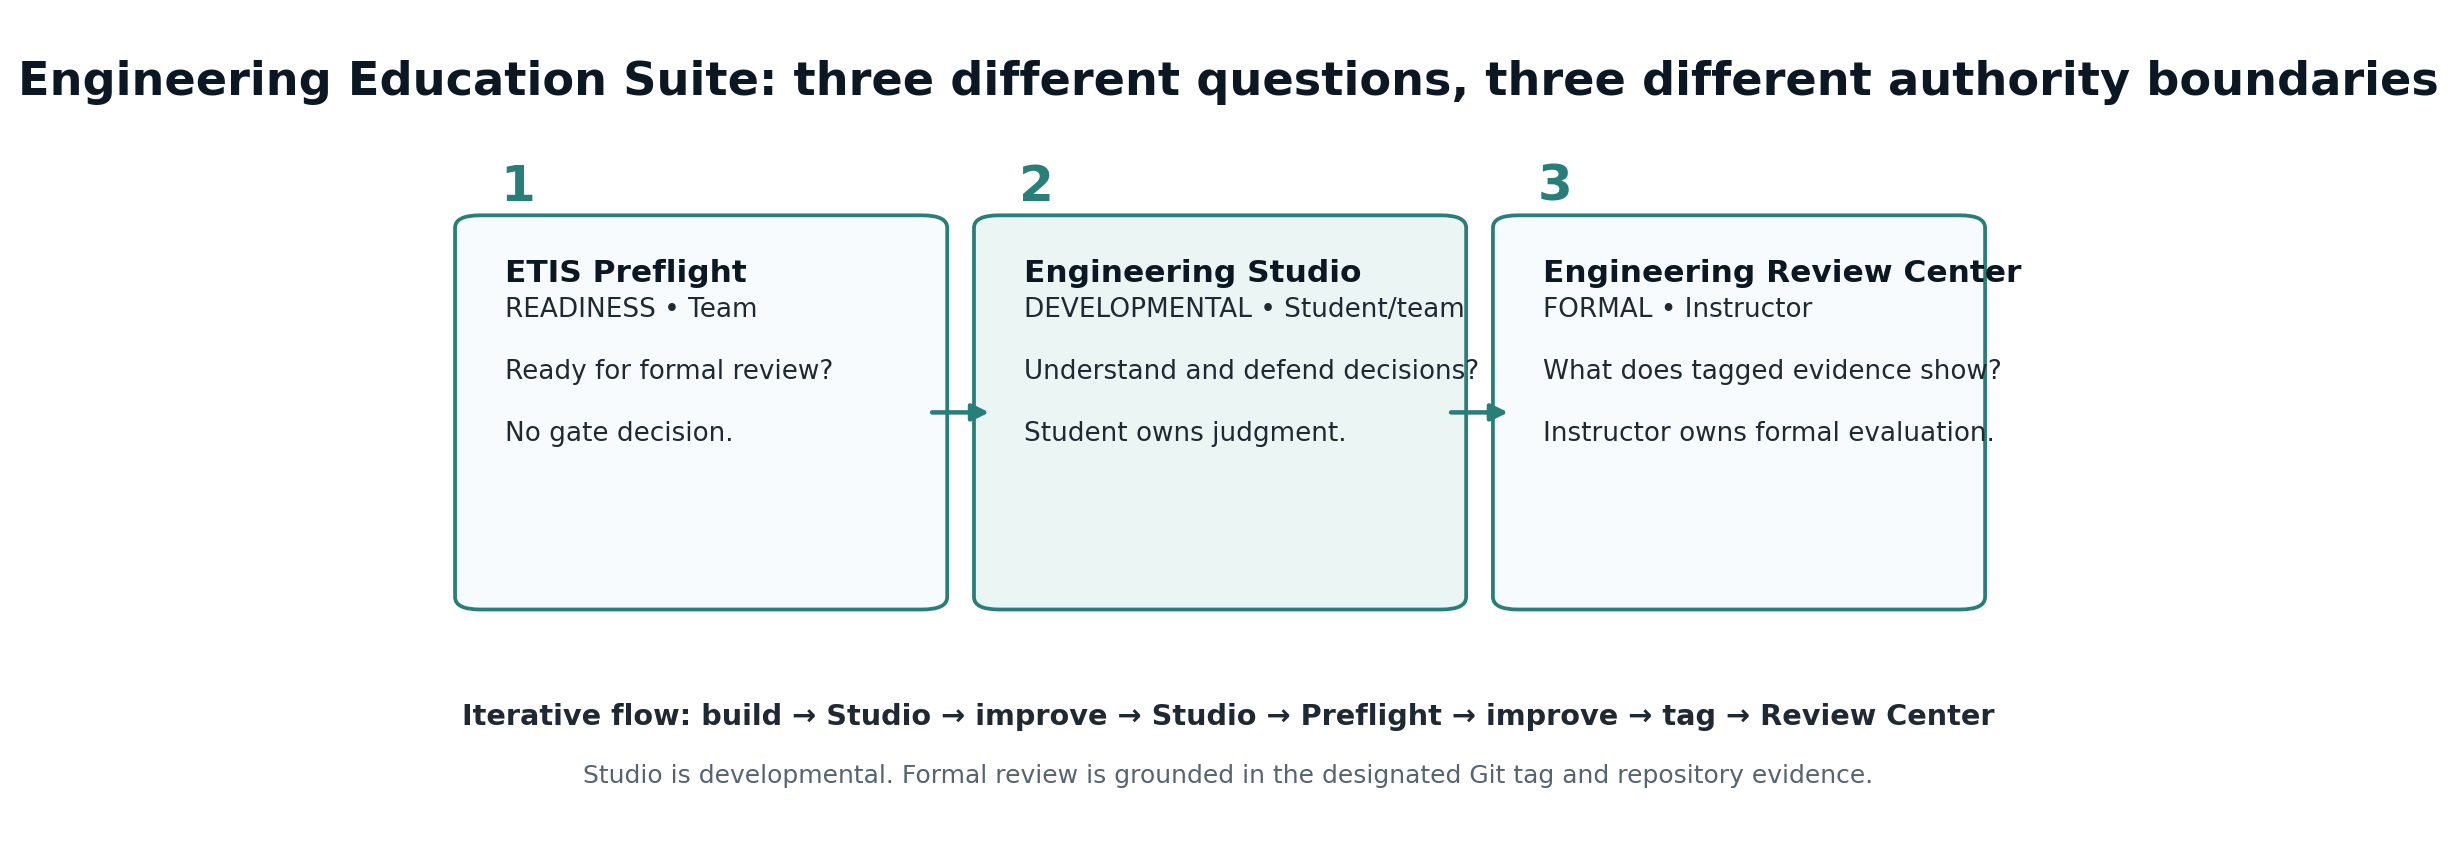 Engineering Education Suite: three different questions, three different authority boundaries
1
ETIS Preflight
READINESS • Team
Ready for formal review?
No gate decision.
2
Engineering Studio
DEVELOPMENTAL • Student/team
Understand and defend decisions?
Student owns judgment.
3
Engineering Review Center
FORMAL • Instructor
What does tagged evidence show?
Instructor owns formal evaluation.
Iterative flow: build → Studio → improve → Studio → Preflight → improve → tag → Review Center
Studio is developmental. Formal review is grounded in the designated Git tag and repository evidence.